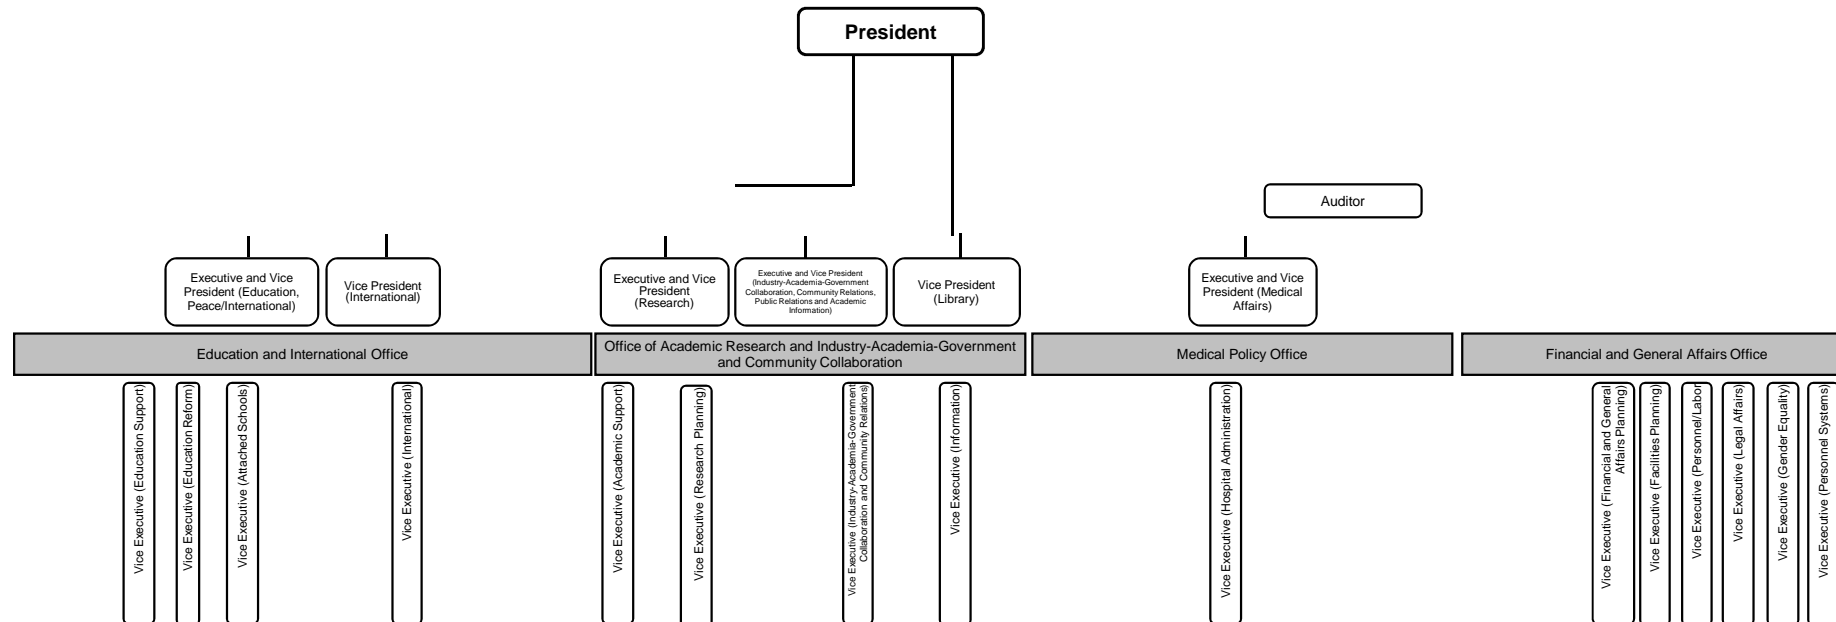 President
Auditor
Executive and Vice
President (Education,
Peace/International)
Vice President
(International)
Executive and Vice
President
(Research)
Executive and Vice President
(Industry-Academia-Government
Collaboration, Community Relations,
Public Relations and Academic
Information)
Vice President
(Library)
Executive and Vice
President (Medical
Affairs)
Education and International Office
Office of Academic Research and Industry-Academia-Government
and Community Collaboration
Medical Policy Office
Financial and General Affairs Office
Vice Executive (Education Support)
Vice Executive (Education Reform)
Vice Executive (Attached Schools)
Vice Executive (International)
Vice Executive (Academic Support)
Vice Executive (Research Planning)
Vice Executive (Industry-Academia-Government
Collaboration and Community Relations)
Vice Executive (Information)
Vice Executive (Hospital Administration)
Vice Executive (Financial and General
Affairs Planning)
Vice Executive (Facilities Planning)
Vice Executive (Personnel/Labor
Vice Executive (Legal Affairs)
Vice Executive (Gender Equality)
Vice Executive (Personnel Systems)